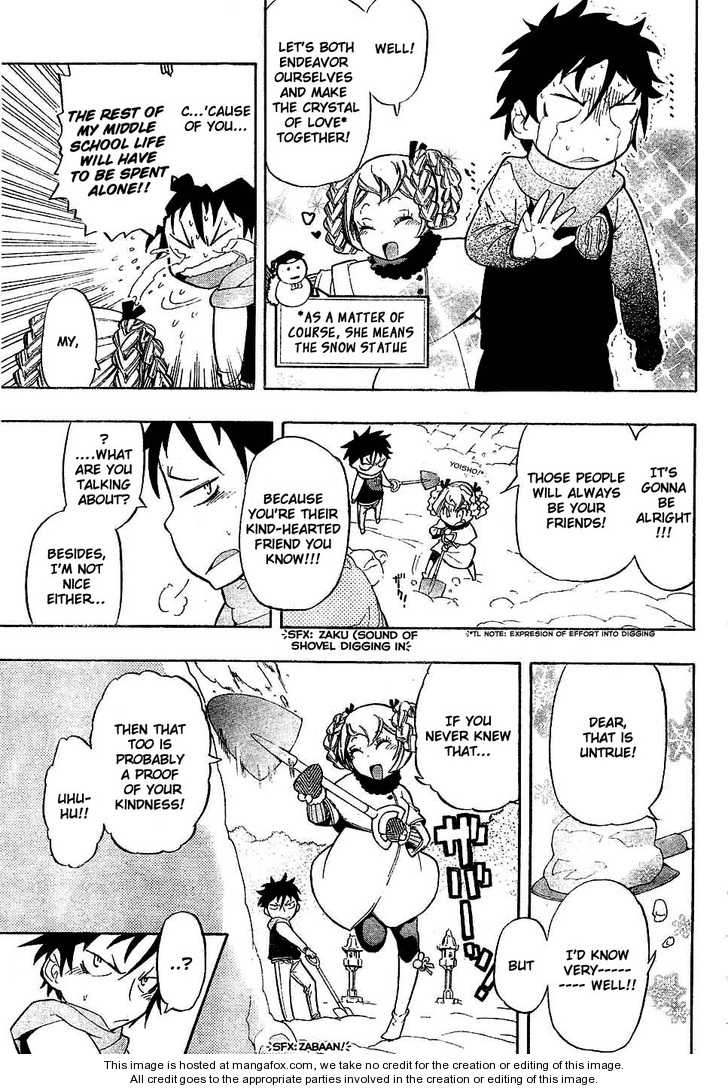 WELL!
LET'S BOTH
ENDEAVOR
OURSELVES
AND MAKE
THE CRYSTAL
OF LOVE*
TOGETHER!
*AS A MATTER OF
COURSE, SHE MEANS
THE SNOW STATUE
C...'CAUSE
OF YOU...
THE REST OF
MY MIDDLE
SCHOOL LIFE
WILL HAVE
TO BE SPENT
ALONE!!
MY,
IT'S
GONNA
BE
ALRIGHT
!!!
THOSE PEOPLE
WILL ALWAYS
BE YOUR
FRIENDS!
YOISHO!*
ザッ
*TL NOTE: EXPRESION OF EFFORT INTO DIGGING
SFX: ZAKU (SOUND OF
SHOVEL DIGGING IN
BECAUSE
YOU'RE THEIR
KIND-HEARTED
FRIEND YOU
KNOW!!!
?
....WHAT
ARE YOU
TALKING
ABOUT?
BESIDES,
I'M NOT
NICE
EITHER...
DEAR,
THAT IS
UNTRUE!
I'D KNOW
VERY------
--------- WELL!!
BUT
IF YOU
NEVER KNEW
THAT...
THEN THAT
TOO IS
PROBABLY
A PROOF
OF YOUR
KINDNESS!
UHU-
HU!!
SFX: ZABAAN!
..?
This image is hosted at mangafox.com, we take no credit for the creation or editing of this image.
All credit goes to the appropriate parties involved in the creation or editing of this image.